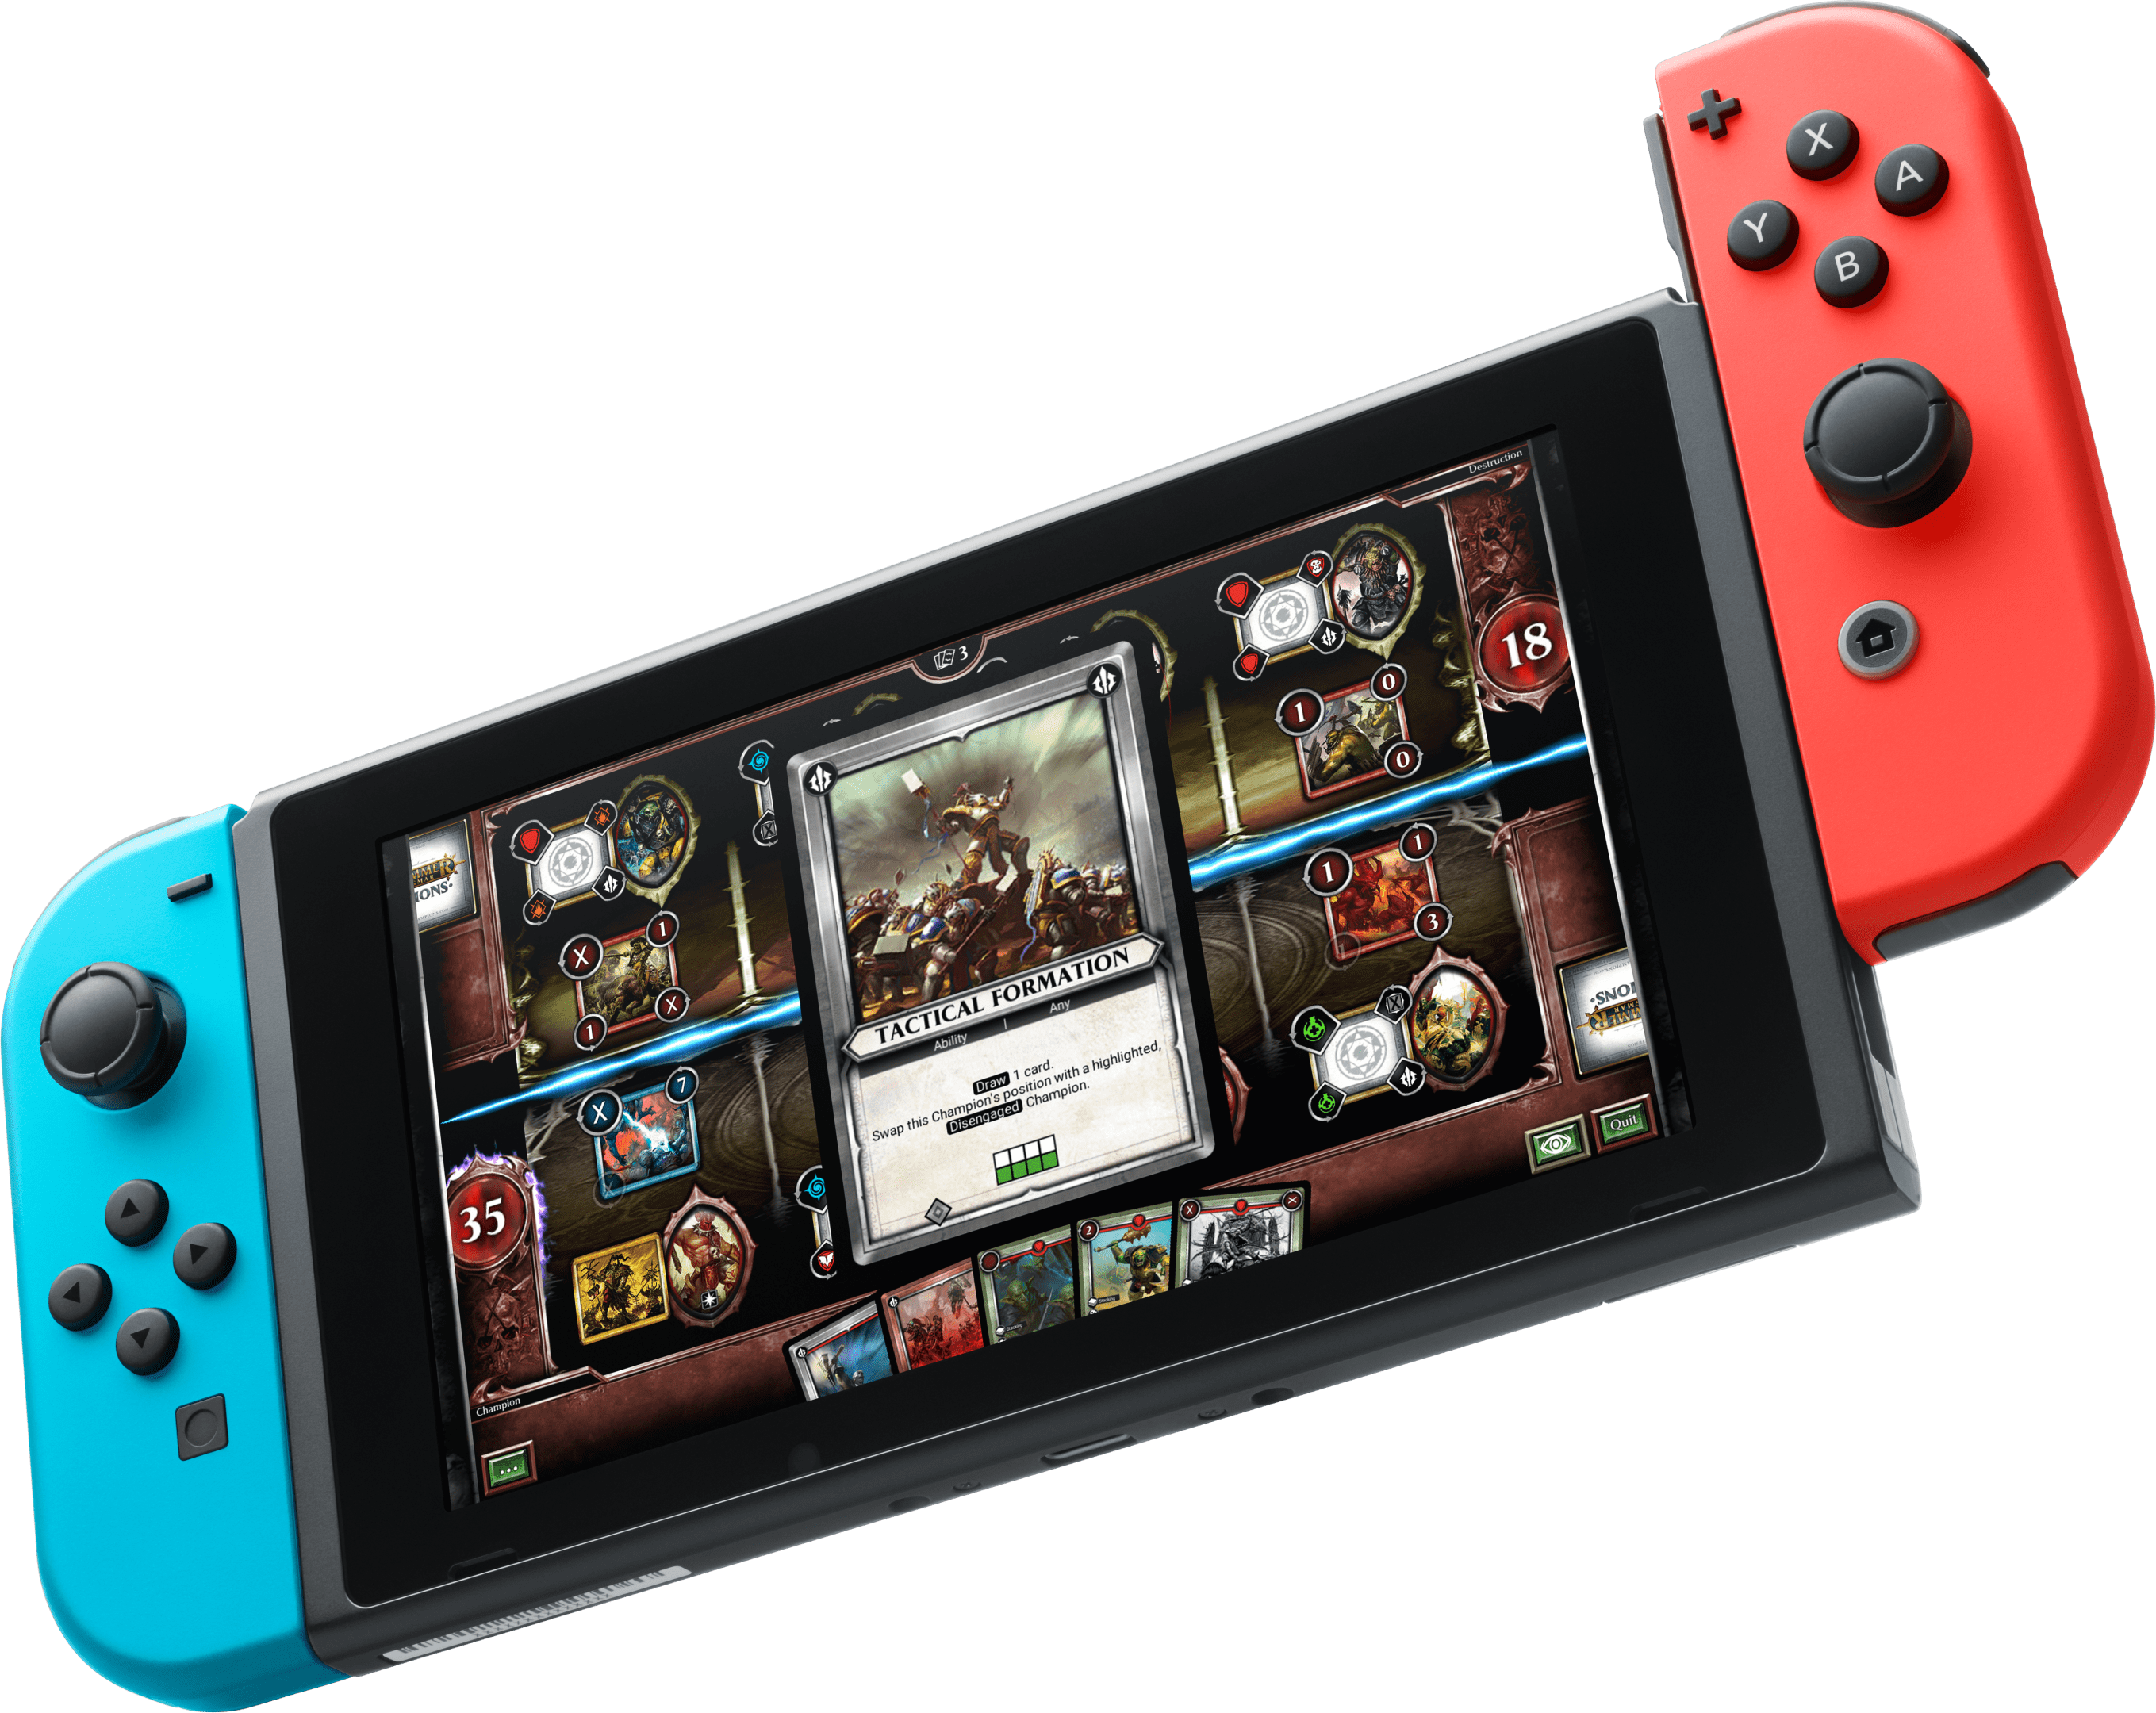 X
A
Y
B
Destruction
18
3
0
1
0
1
1
3
X
1
X
1
TACTICAL FORMATION
Ability | Any
Draw 1 card.
Swap this Champion's position with a highlighted,
Disengaged Champion.
X
7
35
Quit
2
X
X
Champion
...